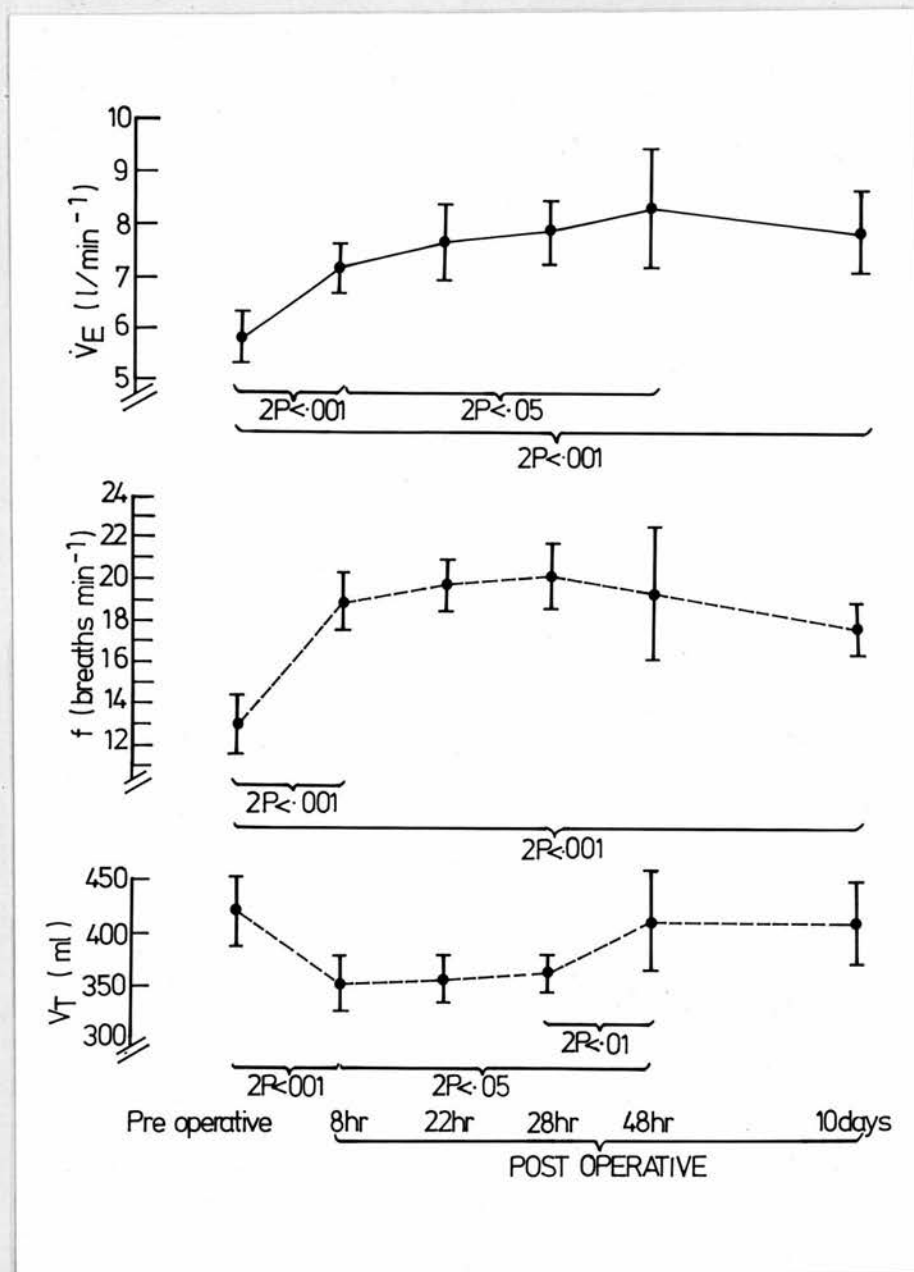 10
9
8
7
6
5
V̇E (l/min⁻¹)
2P<·001
2P<·05
2P<·001
24
22
20
18
16
14
12
f (breaths min⁻¹)
2P<·001
2P<·001
450
400
350
300
VT (ml)
2P<·01
2P<001
2P<·05
Pre operative 8hr 22hr 28hr 48hr 10days
POST OPERATIVE